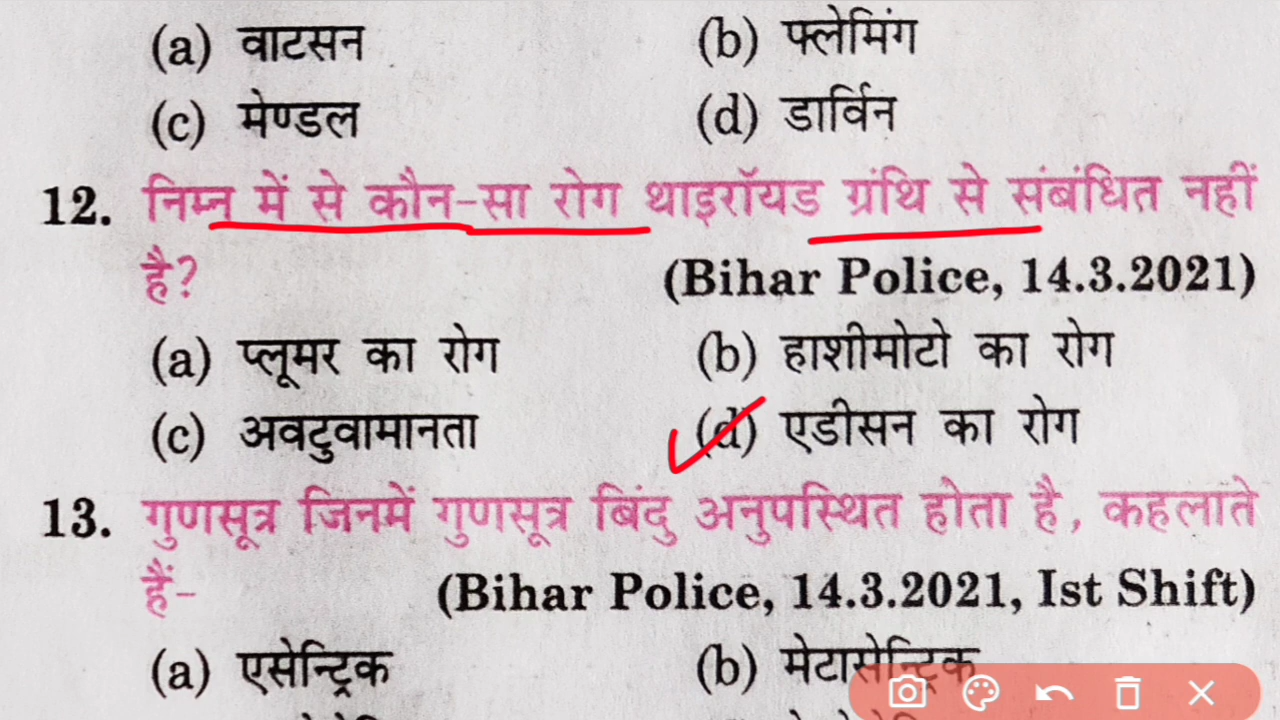 (a) वाटसन (b) फ्लेमिंग
(c) मेण्डल (d) डार्विन
12. निम्न में से कौन-सा रोग थाइरॉयड ग्रंथि से संबंधित नहीं
है? (Bihar Police, 14.3.2021)
(a) प्लूमर का रोग (b) हाशीमोटो का रोग
(c) अवटुवामानता (d) एडीसन का रोग
13. गुणसूत्र जिनमें गुणसूत्र बिंदु अनुपस्थित होता है, कहलाते
हैं- (Bihar Police, 14.3.2021, Ist Shift)
(a) एसेन्ट्रिक (b) मेटासेन्ट्रिक